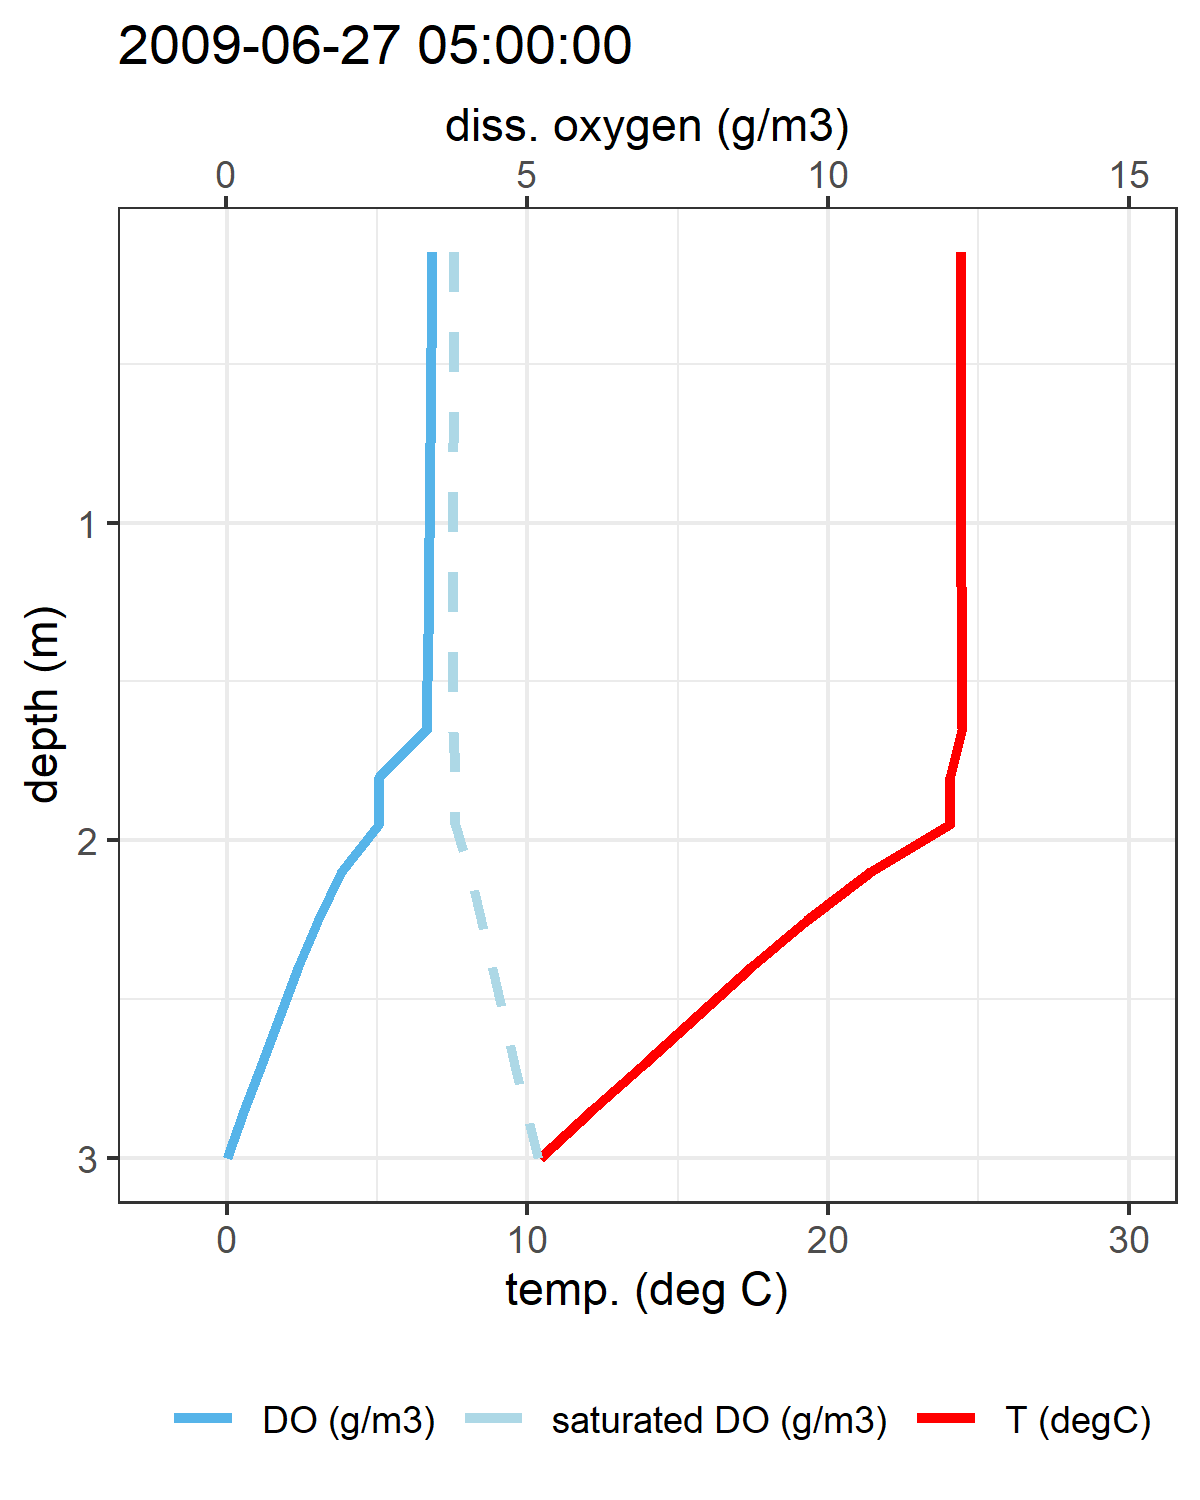 2009-06-27 05:00:00
diss. oxygen (g/m3)
0 5 10 15
depth (m)
1
2
3
0 10 20 30
temp. (deg C)
DO (g/m3) saturated DO (g/m3) T (degC)